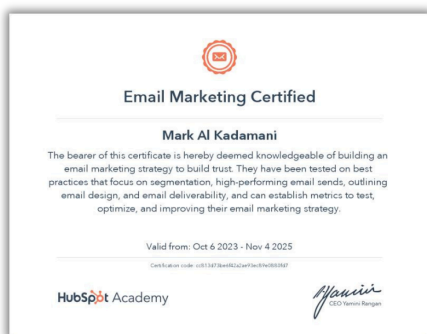 Email Marketing Certified
Mark Al Kadamani
The bearer of this certificate is hereby deemed knowledgeable of building an
email marketing strategy to build trust. They have been tested on best
practices that focus on segmentation, high-performing email sends, outlining
email design, and email deliverability, and can establish metrics to test,
optimize, and improving their email marketing strategy.
Valid from: Oct 6 2023 - Nov 4 2025
Certification code:
HubSpot Academy
CEO Yamini Rangan